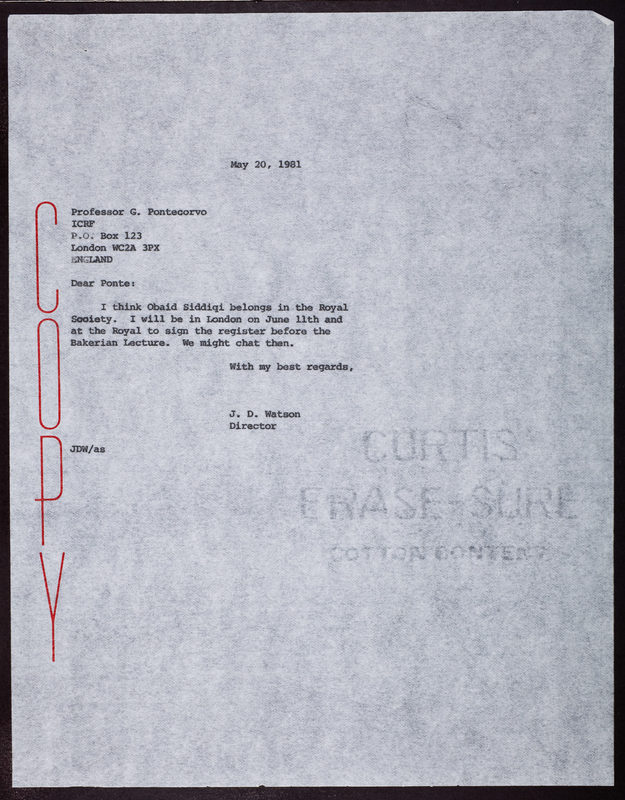 May 20, 1981
Professor G. Pontecorvo
ICRF
P.O. Box 123
London WC2A 3PX
ENGLAND
Dear Ponte:
I think Obaid Siddiqi belongs in the Royal
Society. I will be in London on June 11th and
at the Royal to sign the register before the
Bakerian Lecture. We might chat then.
With my best regards,
J. D. Watson
Director
JDW/as
COPY
CURTIS
ERASE-SURE
COTTON CONTENT